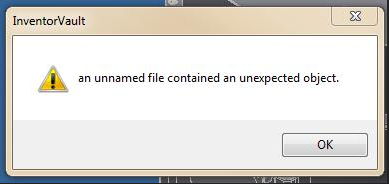 InventorVault
an unnamed file contained an unexpected object.
OK